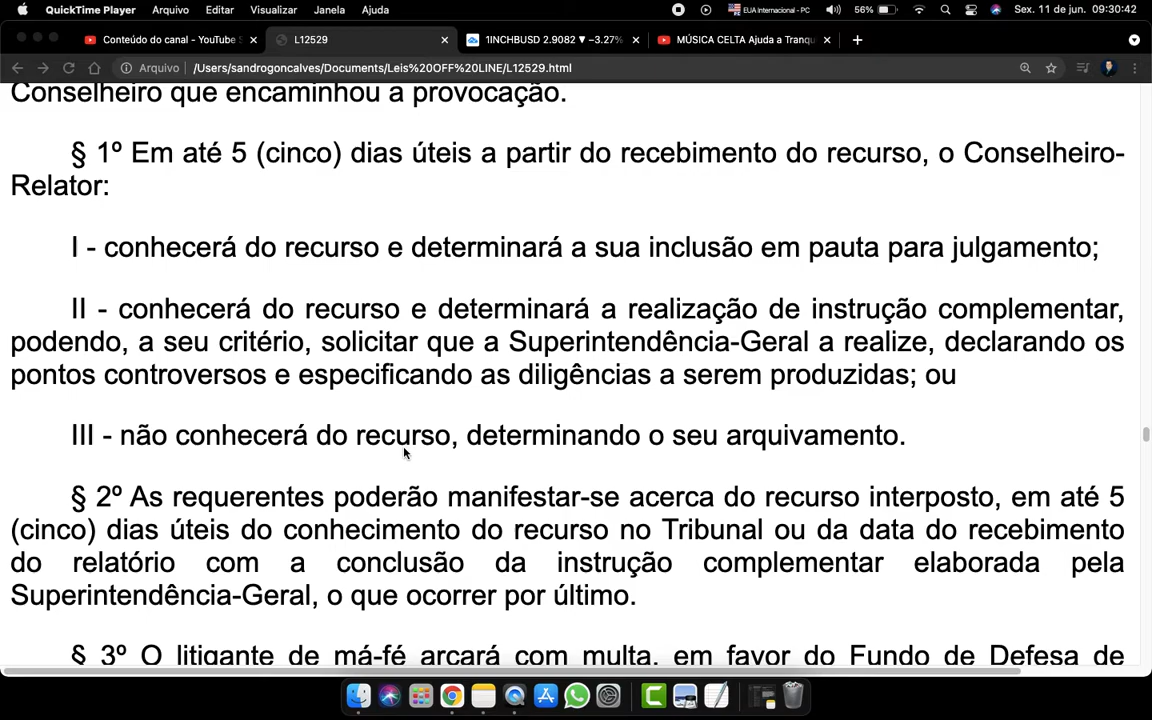 QuickTime Player Arquivo Editar Visualizar Janela Ajuda EUA Internacional - PC 56% Sex. 11 de jun. 09:30:42
Conteúdo do canal - YouTube S × L12529 × 1INCHBUSD 2.9082 ▼ −3.27% × MÚSICA CELTA Ajuda a Tranqu × +
Arquivo | /Users/sandrogoncalves/Documents/Leis%20OFF%20LINE/L12529.html
Conselheiro que encaminhou a provocação.
§ 1º Em até 5 (cinco) dias úteis a partir do recebimento do recurso, o Conselheiro-
Relator:
I - conhecerá do recurso e determinará a sua inclusão em pauta para julgamento;
II - conhecerá do recurso e determinará a realização de instrução complementar,
podendo, a seu critério, solicitar que a Superintendência-Geral a realize, declarando os
pontos controversos e especificando as diligências a serem produzidas; ou
III - não conhecerá do recurso, determinando o seu arquivamento.
§ 2º As requerentes poderão manifestar-se acerca do recurso interposto, em até 5
(cinco) dias úteis do conhecimento do recurso no Tribunal ou da data do recebimento
do relatório com a conclusão da instrução complementar elaborada pela
Superintendência-Geral, o que ocorrer por último.
§ 3º O litigante de má-fé arcará com multa, em favor do Fundo de Defesa de